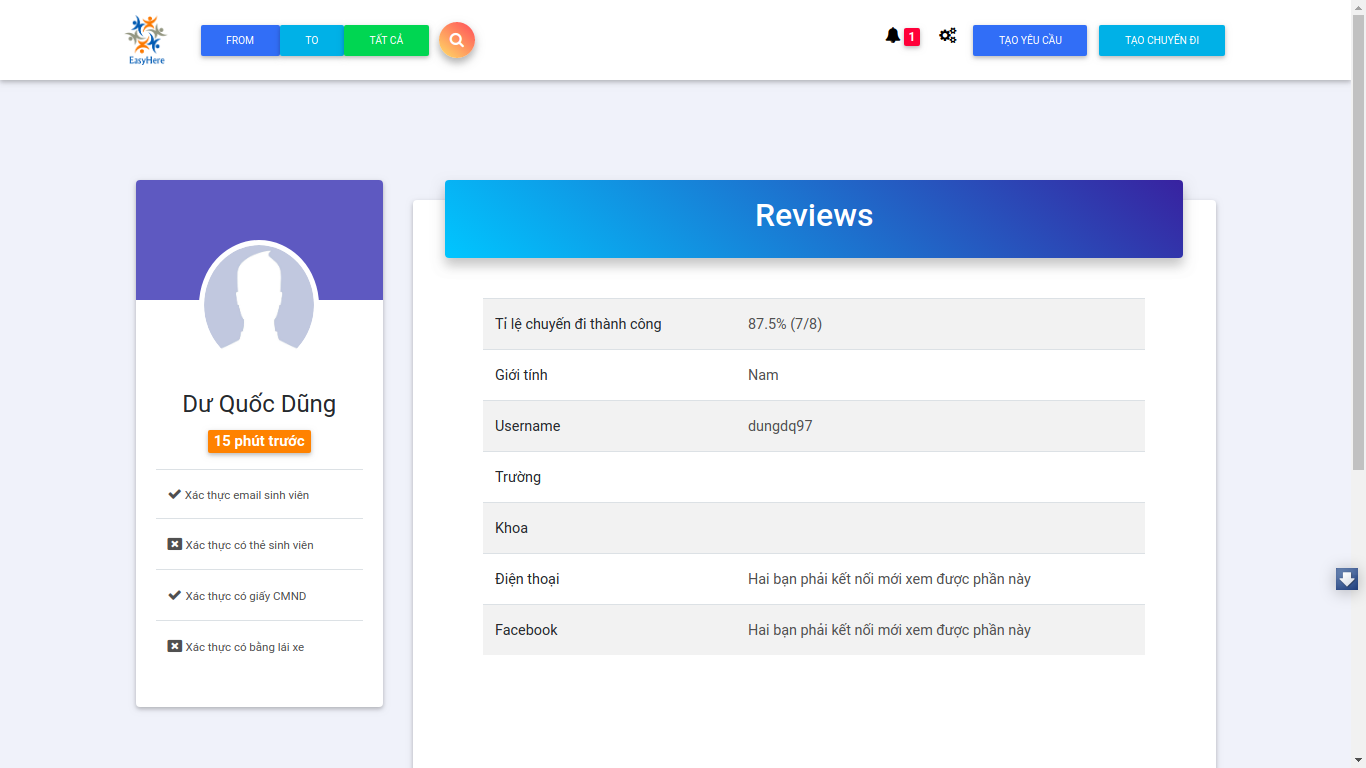 EasyHere
FROM TO TẤT CẢ 1 TẠO YÊU CẦU TẠO CHUYẾN ĐI
Dư Quốc Dũng
15 phút trước
Xác thực email sinh viên
Xác thực có thẻ sinh viên
Xác thực có giấy CMND
Xác thực có bằng lái xe
Reviews
Tỉ lệ chuyến đi thành công 87.5% (7/8)
Giới tính Nam
Username dungdq97
Trường
Khoa
Điện thoại Hai bạn phải kết nối mới xem được phần này
Facebook Hai bạn phải kết nối mới xem được phần này